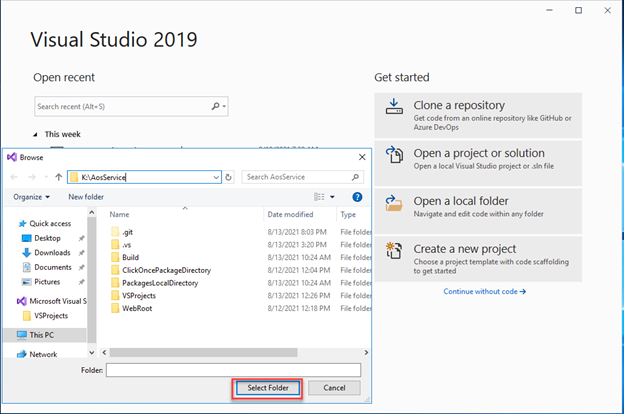 Visual Studio 2019
Open recent
Search recent (Alt+S)
This week
Get started
Clone a repository
Get code from an online repository like GitHub or
Azure DevOps
Open a project or solution
Open a local Visual Studio project or .sln file
Open a local folder
Navigate and edit code within any folder
Create a new project
Choose a project template with code scaffolding
to get started
Continue without code →
Browse
K:\AosService
Search AosService
Organize
New folder
Name Date modified Type
Quick access
Desktop
Downloads
Documents
Pictures
Microsoft Visual S
VSProjects
This PC
Network
.git 8/13/2021 8:03 PM File folder
.vs 8/13/2021 3:20 PM File folder
Build 8/13/2021 10:24 AM File folder
ClickOncePackageDirectory 8/13/2021 12:04 PM File folder
PackagesLocalDirectory 8/13/2021 10:24 AM File folder
VSProjects 8/13/2021 12:26 PM File folder
WebRoot 8/12/2021 12:18 PM File folder
Folder:
Select Folder
Cancel